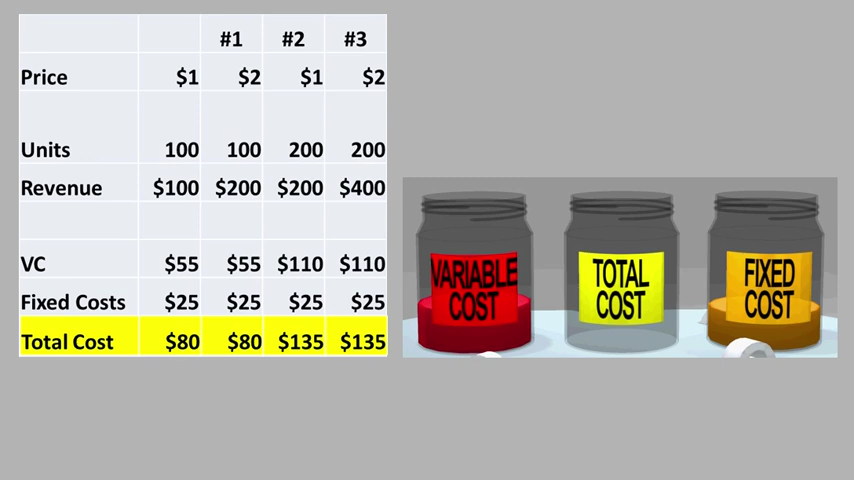 #1 #2 #3
Price $1 $2 $1 $2
Units 100 100 200 200
Revenue $100 $200 $200 $400
VC $55 $55 $110 $110
Fixed Costs $25 $25 $25 $25
Total Cost $80 $80 $135 $135
VARIABLE
COST
TOTAL
COST
FIXED
COST